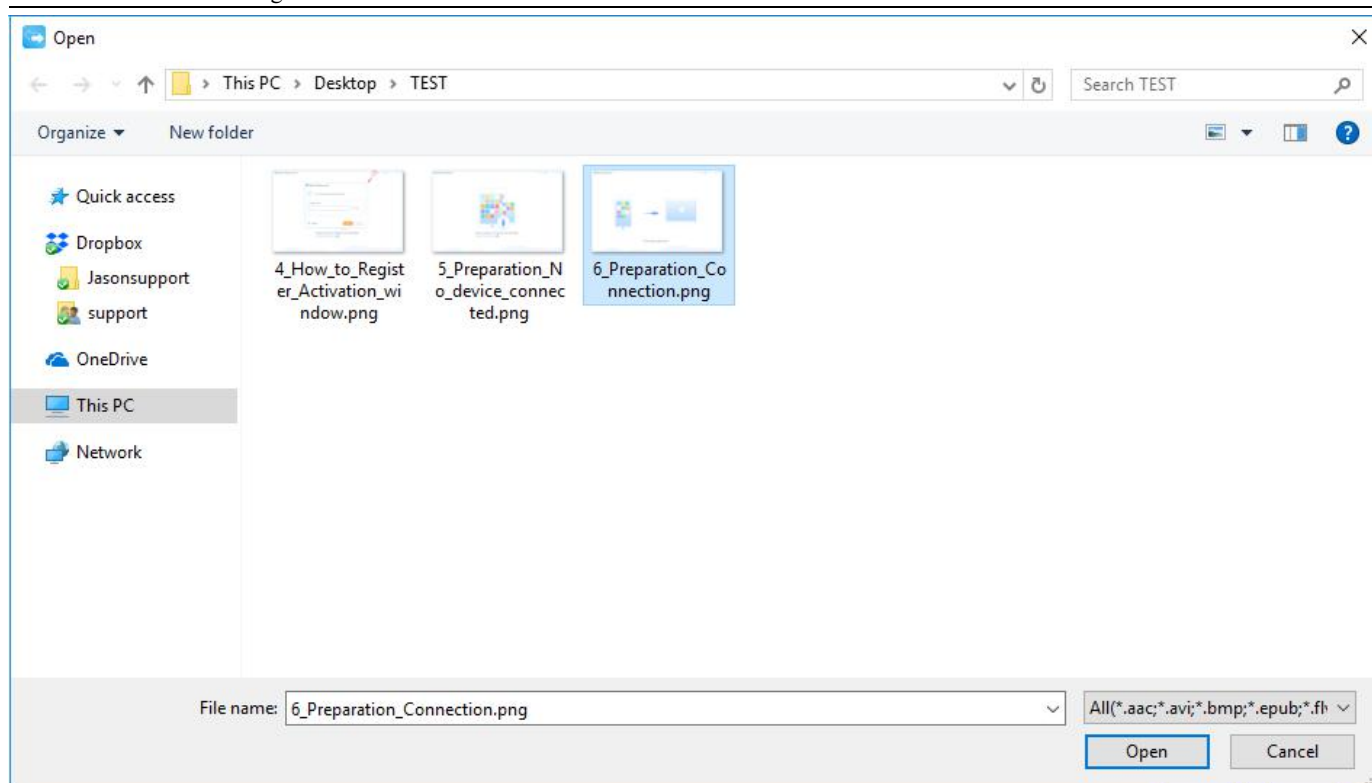 Open
This PC > Desktop > TEST
Search TEST
Organize
New folder
Quick access
Dropbox
Jasonsupport
support
OneDrive
This PC
Network
4_How_to_Regist
er_Activation_wi
ndow.png
5_Preparation_N
o_device_connec
ted.png
6_Preparation_Co
nnection.png
File name: 6_Preparation_Connection.png
All(*.aac;*.avi;*.bmp;*.epub;*.fl
Open
Cancel